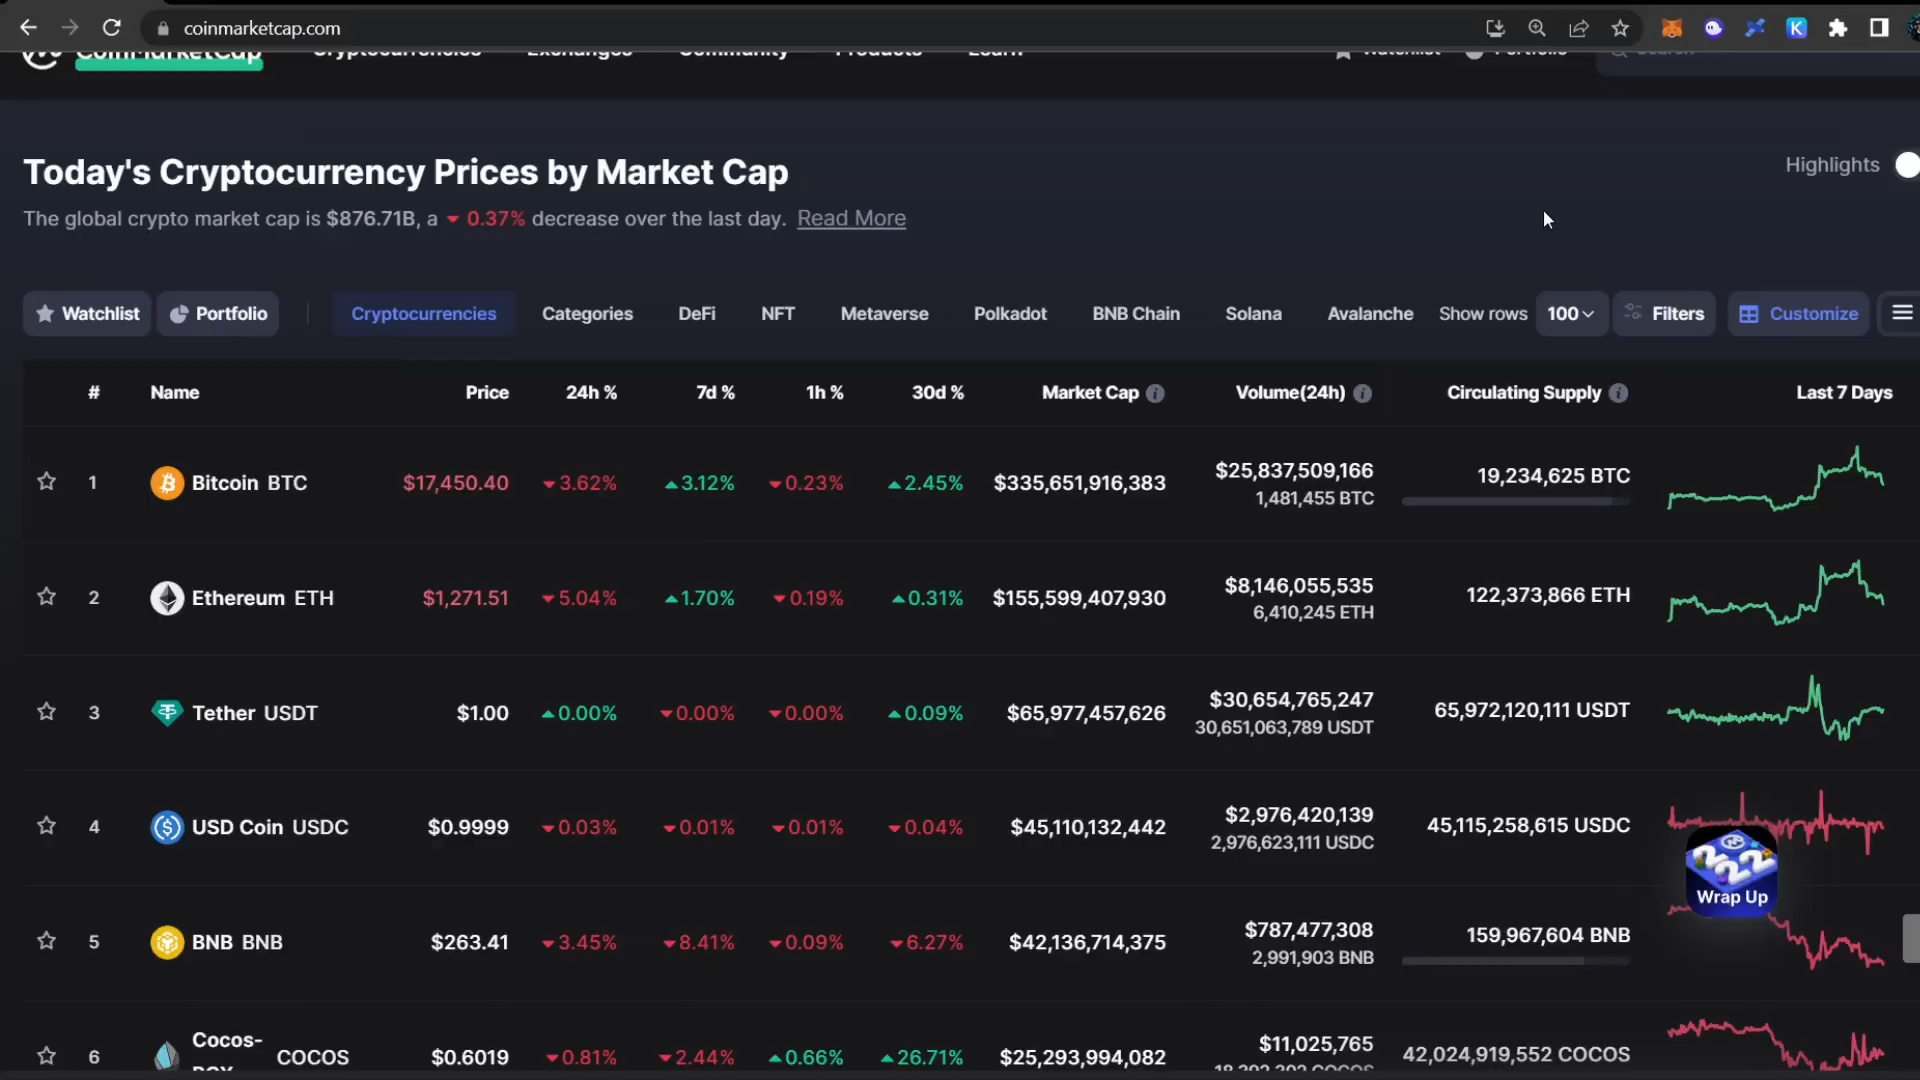 coinmarketcap.com
CoinMarketCap Cryptocurrencies Exchanges Community Products Learn Watchlist Portfolio Search
Today's Cryptocurrency Prices by Market Cap
Highlights
The global crypto market cap is $876.71B, a 0.37% decrease over the last day. Read More
Watchlist Portfolio Cryptocurrencies Categories DeFi NFT Metaverse Polkadot BNB Chain Solana Avalanche Show rows 100 Filters Customize
# Name Price 24h % 7d % 1h % 30d % Market Cap Volume(24h) Circulating Supply Last 7 Days
1 Bitcoin BTC $17,450.40 3.62% 3.12% 0.23% 2.45% $335,651,916,383 $25,837,509,166 19,234,625 BTC
1,481,455 BTC
2 Ethereum ETH $1,271.51 5.04% 1.70% 0.19% 0.31% $155,599,407,930 $8,146,055,535 122,373,866 ETH
6,410,245 ETH
3 Tether USDT $1.00 0.00% 0.00% 0.00% 0.09% $65,977,457,626 $30,654,765,247 65,972,120,111 USDT
30,651,063,789 USDT
4 USD Coin USDC $0.9999 0.03% 0.01% 0.01% 0.04% $45,110,132,442 $2,976,420,139 45,115,258,615 USDC
2,976,623,111 USDC
222
Wrap Up
5 BNB BNB $263.41 3.45% 8.41% 0.09% 6.27% $42,136,714,375 $787,477,308 159,967,604 BNB
2,991,903 BNB
6 Cocos- COCOS $0.6019 0.81% 2.44% 0.66% 26.71% $25,293,994,082 $11,025,765 42,024,919,552 COCOS